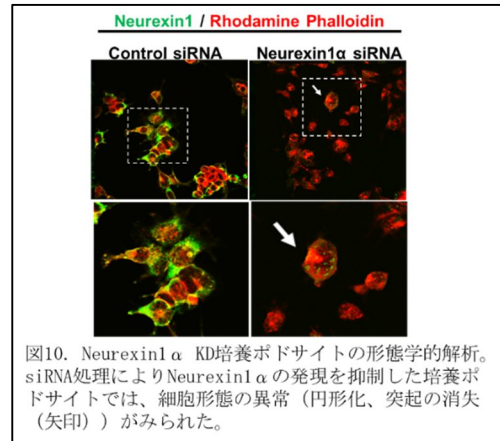 Neurexin1 / Rhodamine Phalloidin
Control siRNA
Neurexin1α siRNA
図10. Neurexin1α KD培養ポドサイトの形態学的解析。
siRNA処理によりNeurexin1αの発現を抑制した培養ポ
ドサイトでは、細胞形態の異常（円形化、突起の消失
（矢印））がみられた。